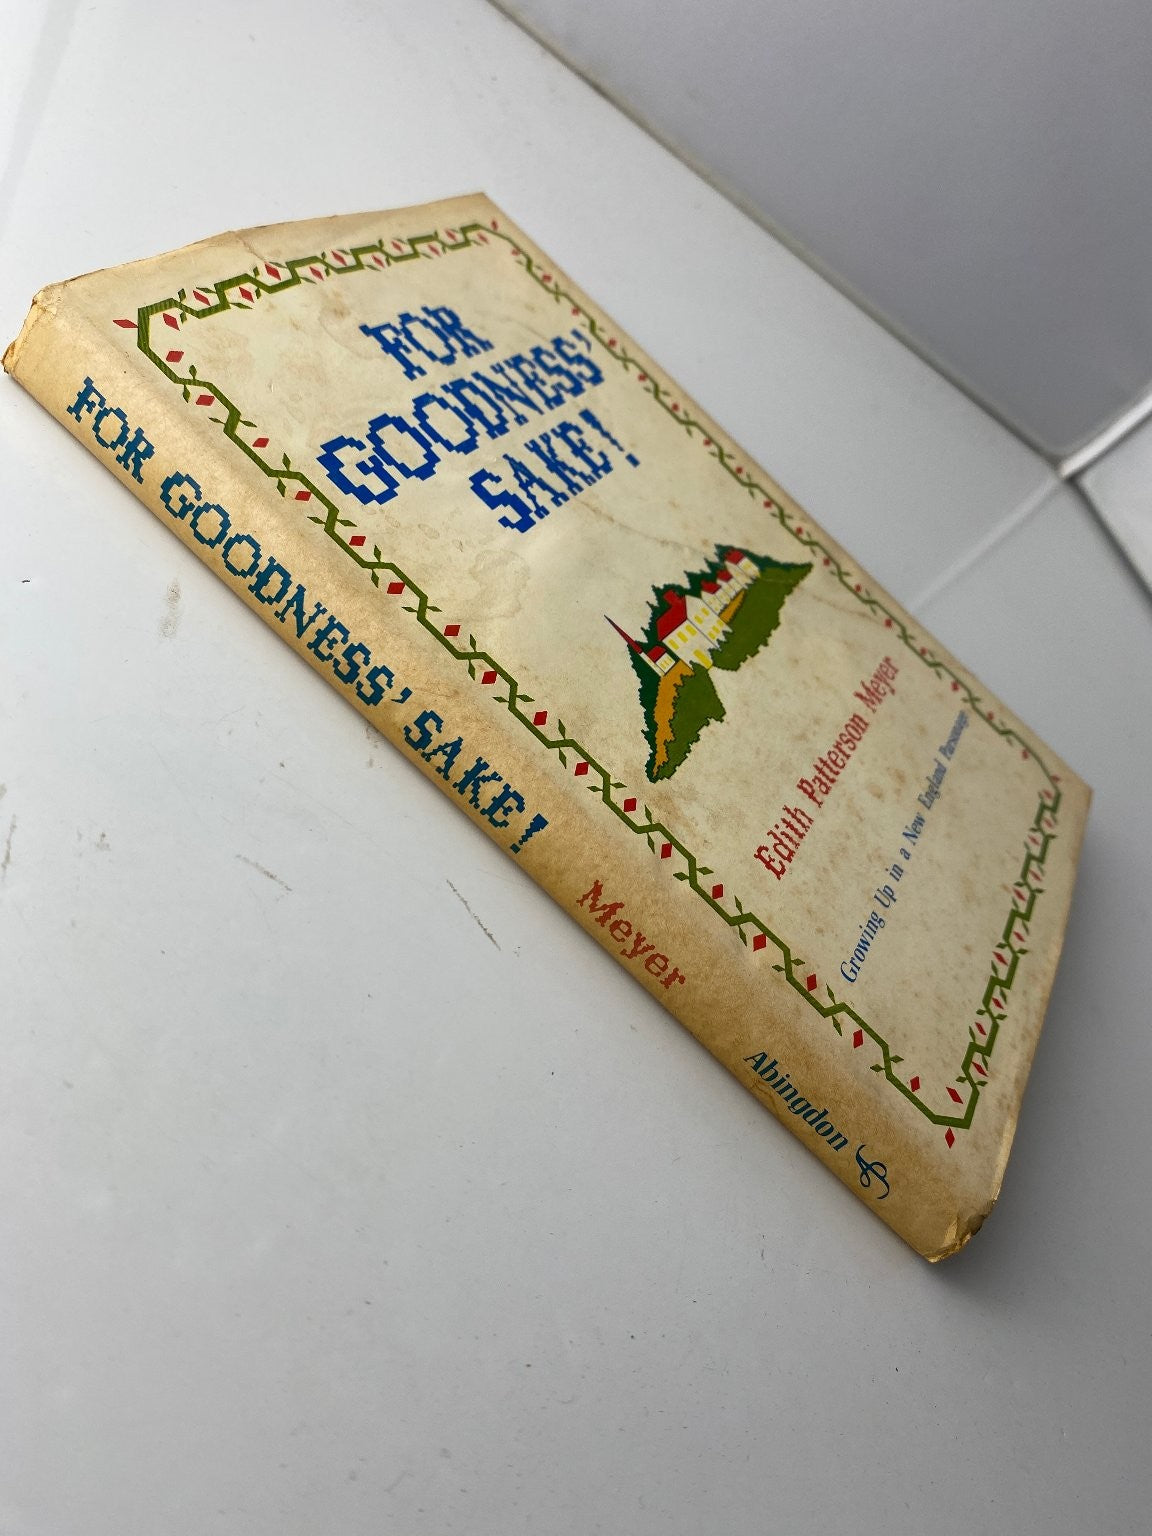 FOR
GOODNESS'
SAKE!
Edith Patterson Meyer
Growing Up in a New England Parsonage
FOR GOODNESS' SAKE! Meyer Abingdon